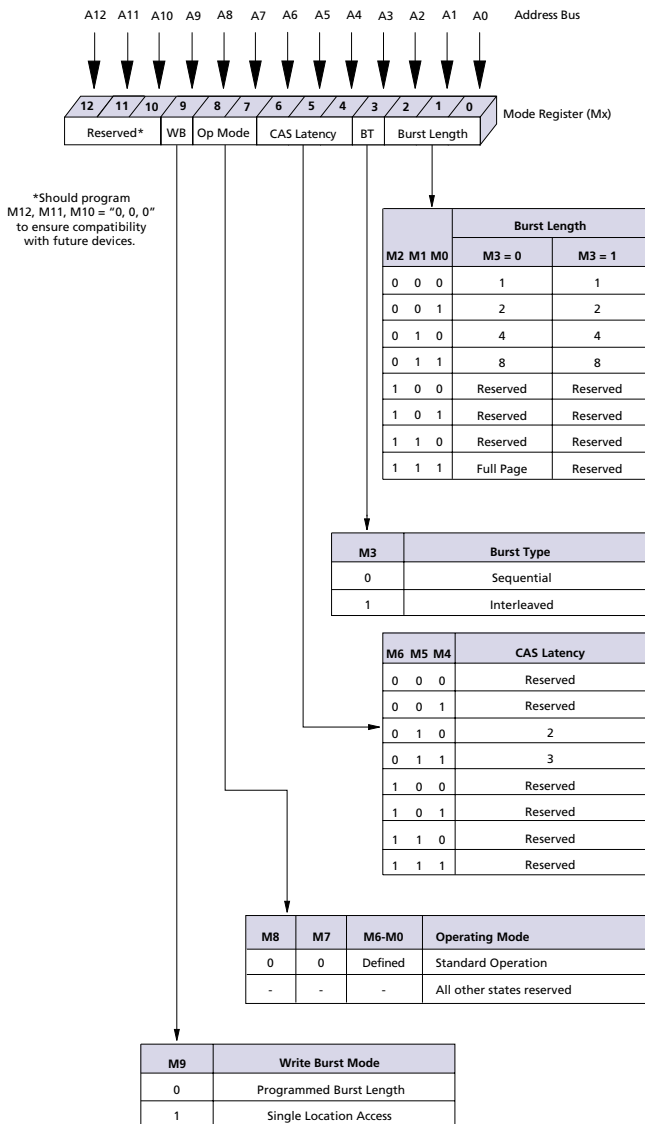 A12 A11 A10 A9 A8 A7 A6 A5 A4 A3 A2 A1 A0 Address Bus
12 11 10 9 8 7 6 5 4 3 2 1 0
Mode Register (Mx)
Reserved* WB Op Mode CAS Latency BT Burst Length
*Should program
M12, M11, M10 = “0, 0, 0”
to ensure compatibility
with future devices.
Burst Length
M2 M1 M0 M3 = 0 M3 = 1
0 0 0 1 1
0 0 1 2 2
0 1 0 4 4
0 1 1 8 8
1 0 0 Reserved Reserved
1 0 1 Reserved Reserved
1 1 0 Reserved Reserved
1 1 1 Full Page Reserved
M3 Burst Type
0 Sequential
1 Interleaved
M6 M5 M4 CAS Latency
0 0 0 Reserved
0 0 1 Reserved
0 1 0 2
0 1 1 3
1 0 0 Reserved
1 0 1 Reserved
1 1 0 Reserved
1 1 1 Reserved
M8 M7 M6-M0 Operating Mode
0 0 Defined Standard Operation
- - - All other states reserved
M9 Write Burst Mode
0 Programmed Burst Length
1 Single Location Access